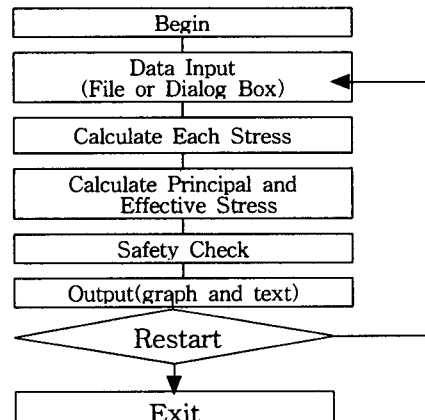 Begin
Data Input
(File or Dialog Box)
Calculate Each Stress
Calculate Principal and
Effective Stress
Safety Check
Output(graph and text)
Restart
Exit